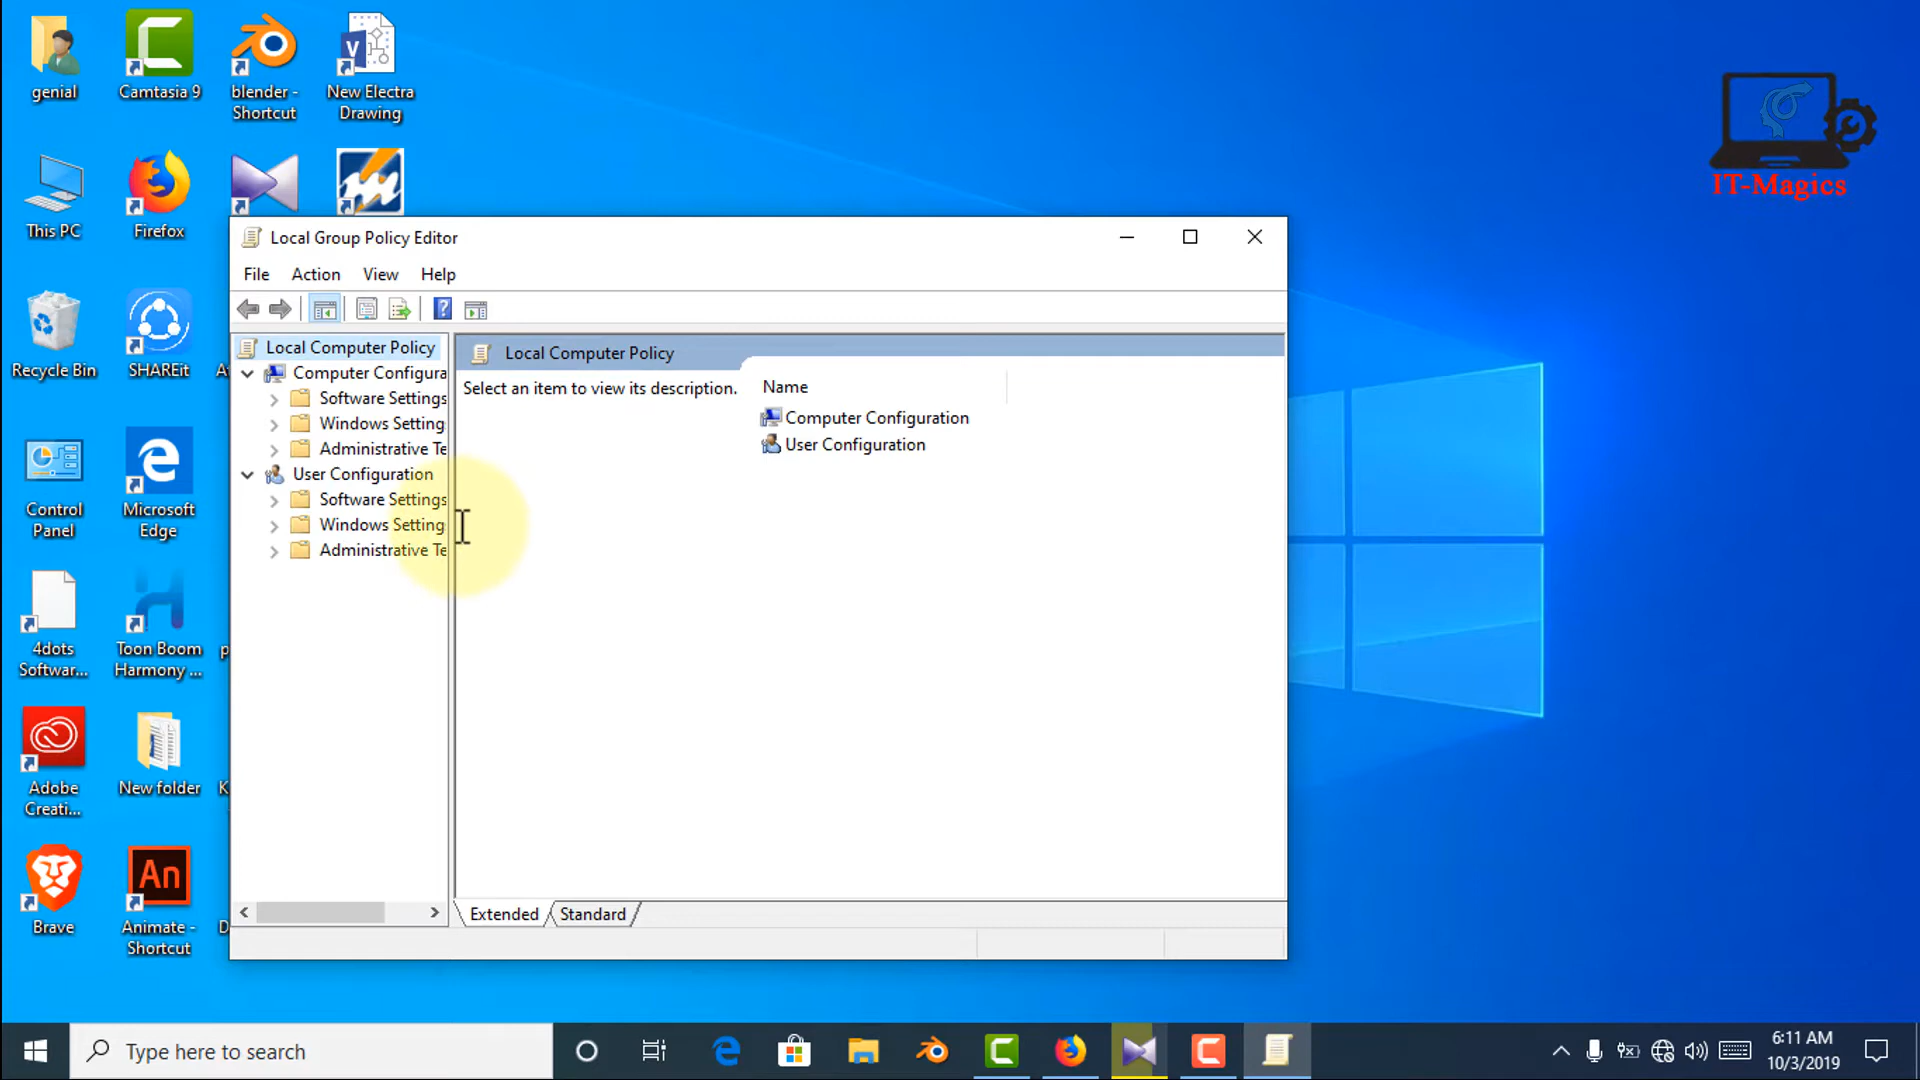 genial
Camtasia 9
blender -
Shortcut
New Electra
Drawing
IT-Magics
This PC
Firefox
Recycle Bin
SHAREit
Control
Panel
Microsoft
Edge
4dots
Softwar...
Toon Boom
Harmony ...
Adobe
Creati...
New folder
Brave
Animate -
Shortcut
Local Group Policy Editor
File Action View Help
Local Computer Policy
Computer Configura
Software Settings
Windows Setting
Administrative Te
User Configuration
Software Settings
Windows Setting
Administrative Te
Local Computer Policy
Select an item to view its description.
Name
Computer Configuration
User Configuration
Extended
Standard
Type here to search
6:11 AM
10/3/2019